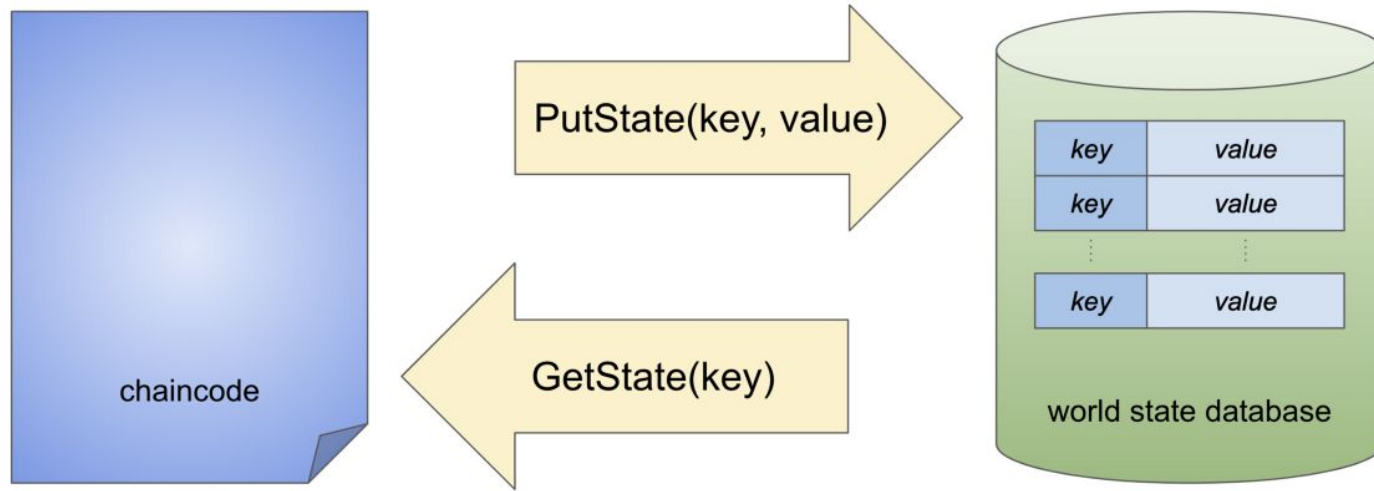 chaincode
PutState(key, value)
GetState(key)
key value
key value
key value
world state database